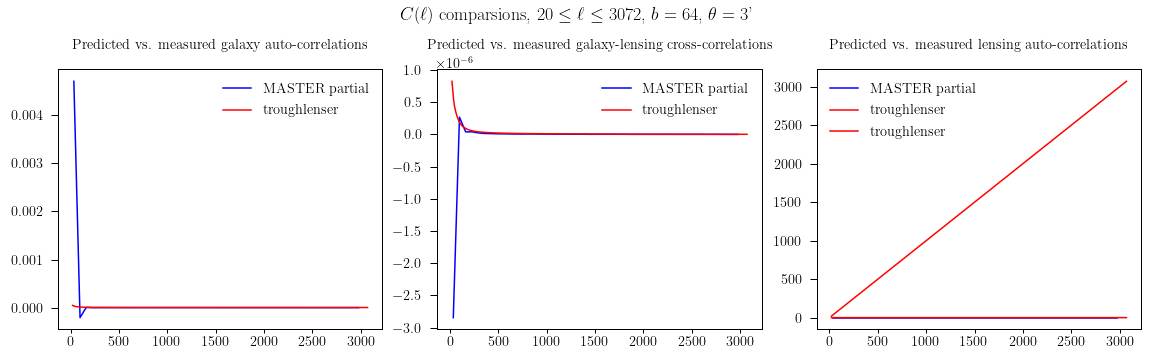 C(ℓ) comparsions, 20 ≤ ℓ ≤ 3072, b = 64, θ = 3'
Predicted vs. measured galaxy auto-correlations
MASTER partial
troughlenser
0.004
0.003
0.002
0.001
0.000
0 500 1000 1500 2000 2500 3000
Predicted vs. measured galaxy-lensing cross-correlations
×10⁻⁶
MASTER partial
troughlenser
1.0
0.5
0.0
−0.5
−1.0
−1.5
−2.0
−2.5
−3.0
0 500 1000 1500 2000 2500 3000
Predicted vs. measured lensing auto-correlations
MASTER partial
troughlenser
troughlenser
3000
2500
2000
1500
1000
500
0
0 500 1000 1500 2000 2500 3000